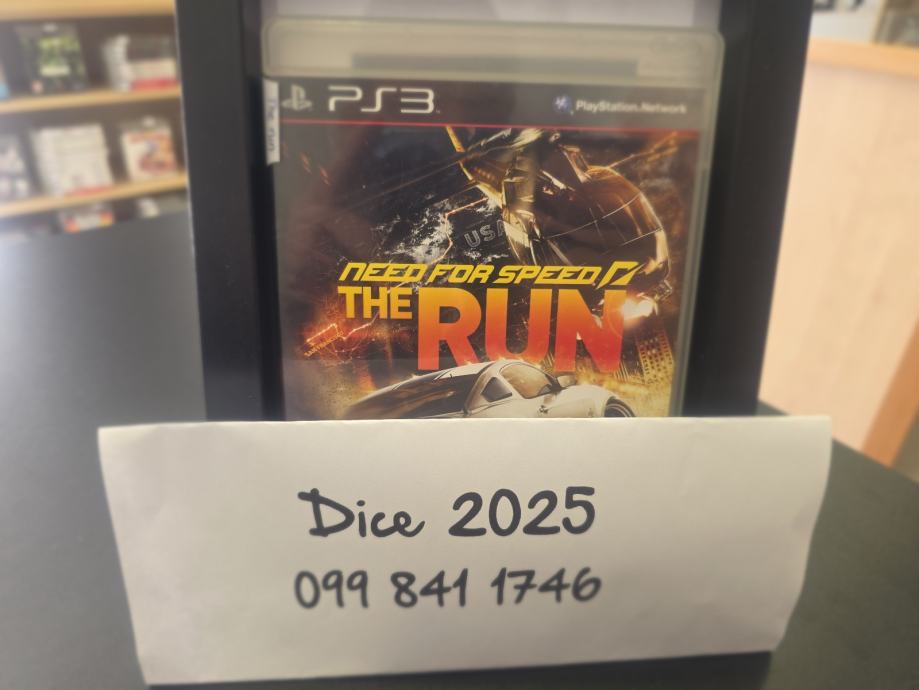 PS3
PlayStation Network
USA
NEED FOR SPEED
THE RUN
Dice 2025
099 841 1746